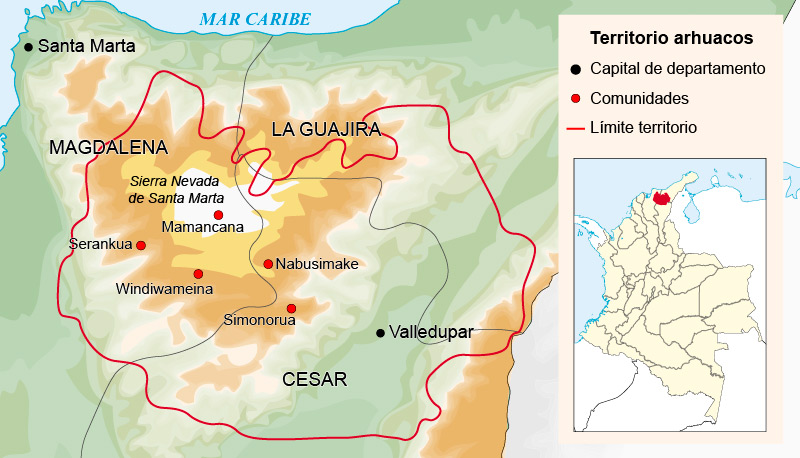 MAR CARIBE
Santa Marta
LA GUAJIRA
MAGDALENA
Sierra Nevada
de Santa Marta
Mamancana
Serankua
Nabusimake
Windiwameina
Simonorua
Valledupar
CESAR
Territorio arhuacos
Capital de departamento
Comunidades
Límite territorio